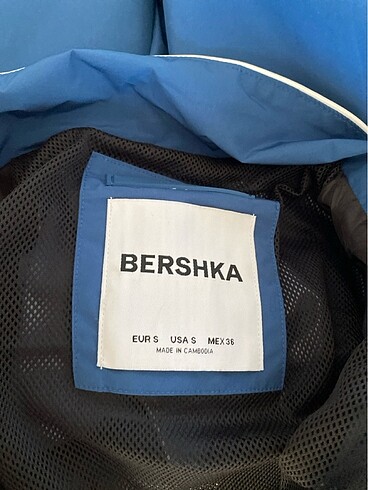 BERSHKA
EUR S USA S MEX 36
MADE IN CAMBODIA